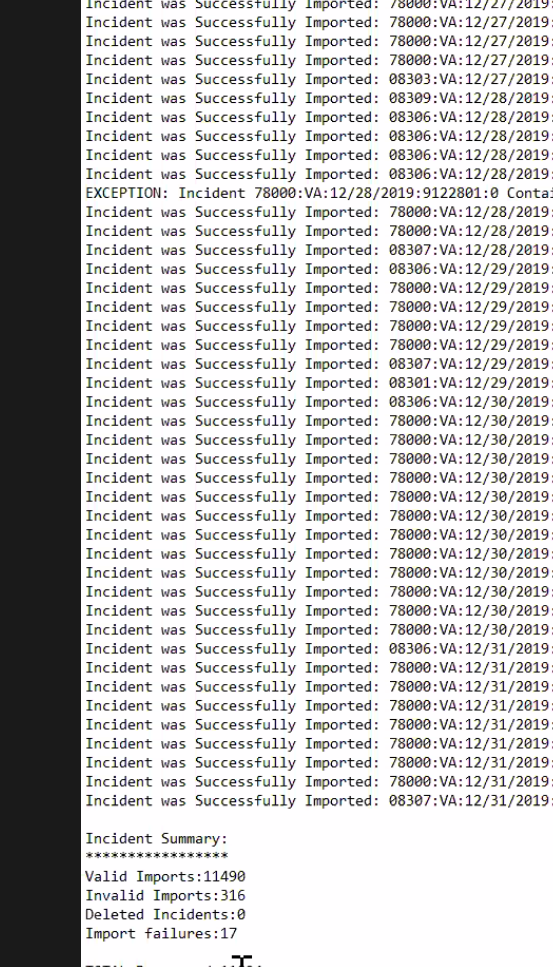 Incident was Successfully Imported: 78000:VA:12/27/2019:
Incident was Successfully Imported: 78000:VA:12/27/2019:
Incident was Successfully Imported: 78000:VA:12/27/2019:
Incident was Successfully Imported: 78000:VA:12/27/2019:
Incident was Successfully Imported: 08303:VA:12/27/2019:
Incident was Successfully Imported: 08309:VA:12/28/2019:
Incident was Successfully Imported: 08306:VA:12/28/2019:
Incident was Successfully Imported: 08306:VA:12/28/2019:
Incident was Successfully Imported: 08306:VA:12/28/2019:
Incident was Successfully Imported: 08306:VA:12/28/2019:
EXCEPTION: Incident 78000:VA:12/28/2019:9122801:0 Contai
Incident was Successfully Imported: 78000:VA:12/28/2019:
Incident was Successfully Imported: 78000:VA:12/28/2019:
Incident was Successfully Imported: 08307:VA:12/28/2019:
Incident was Successfully Imported: 08306:VA:12/29/2019:
Incident was Successfully Imported: 78000:VA:12/29/2019:
Incident was Successfully Imported: 78000:VA:12/29/2019:
Incident was Successfully Imported: 78000:VA:12/29/2019:
Incident was Successfully Imported: 78000:VA:12/29/2019:
Incident was Successfully Imported: 08307:VA:12/29/2019:
Incident was Successfully Imported: 08301:VA:12/29/2019:
Incident was Successfully Imported: 08306:VA:12/30/2019:
Incident was Successfully Imported: 78000:VA:12/30/2019:
Incident was Successfully Imported: 78000:VA:12/30/2019:
Incident was Successfully Imported: 78000:VA:12/30/2019:
Incident was Successfully Imported: 78000:VA:12/30/2019:
Incident was Successfully Imported: 78000:VA:12/30/2019:
Incident was Successfully Imported: 78000:VA:12/30/2019:
Incident was Successfully Imported: 78000:VA:12/30/2019:
Incident was Successfully Imported: 78000:VA:12/30/2019:
Incident was Successfully Imported: 78000:VA:12/30/2019:
Incident was Successfully Imported: 78000:VA:12/30/2019:
Incident was Successfully Imported: 78000:VA:12/30/2019:
Incident was Successfully Imported: 78000:VA:12/30/2019:
Incident was Successfully Imported: 08306:VA:12/31/2019:
Incident was Successfully Imported: 78000:VA:12/31/2019:
Incident was Successfully Imported: 78000:VA:12/31/2019:
Incident was Successfully Imported: 78000:VA:12/31/2019:
Incident was Successfully Imported: 78000:VA:12/31/2019:
Incident was Successfully Imported: 78000:VA:12/31/2019:
Incident was Successfully Imported: 78000:VA:12/31/2019:
Incident was Successfully Imported: 78000:VA:12/31/2019:
Incident was Successfully Imported: 08307:VA:12/31/2019:
Incident Summary:
*****************
Valid Imports:11490
Invalid Imports:316
Deleted Incidents:0
Import failures:17